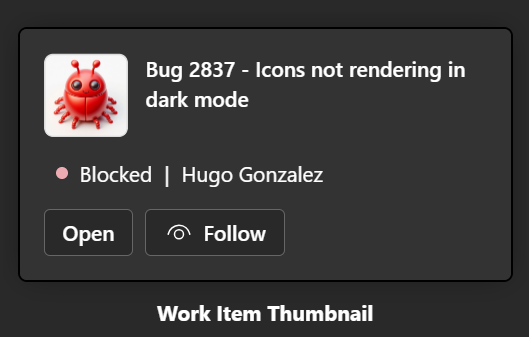 Bug 2837 - Icons not rendering in
dark mode
Blocked | Hugo Gonzalez
Open Follow
Work Item Thumbnail